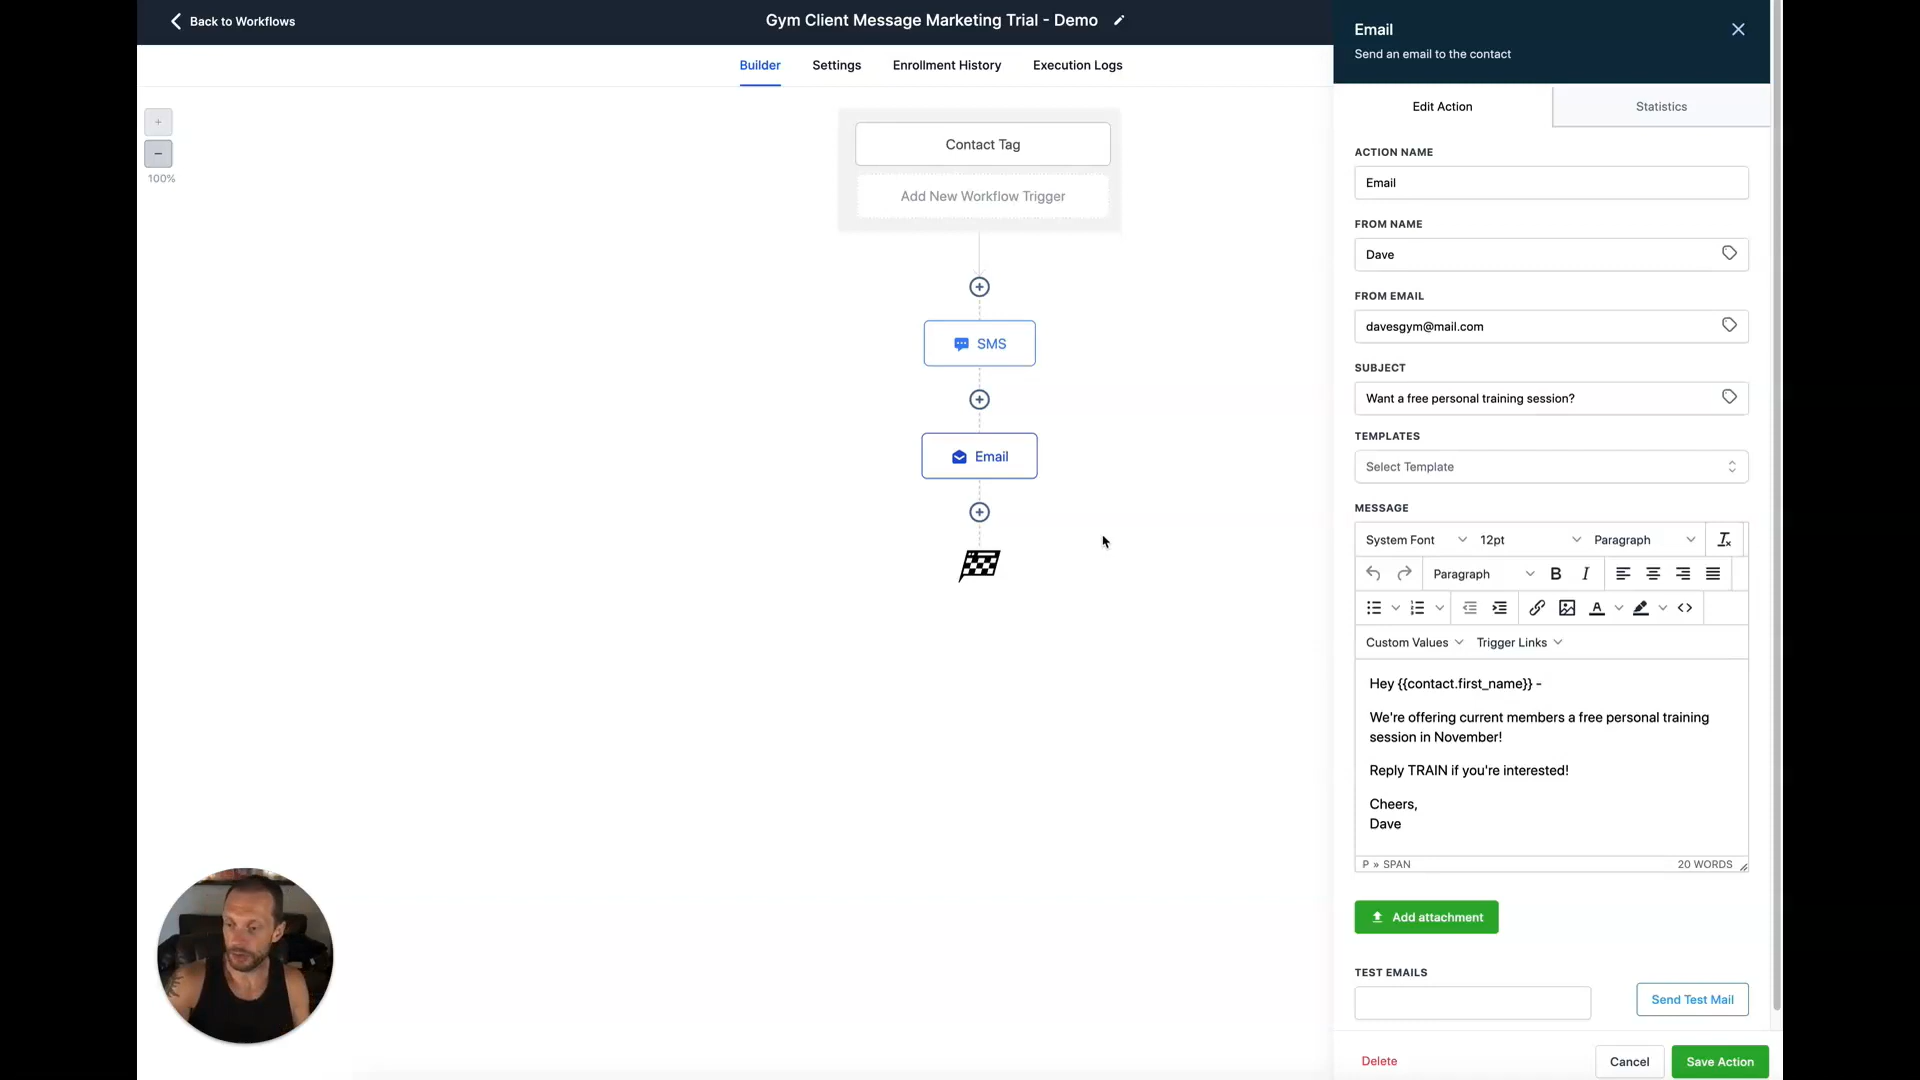 Back to Workflows
Gym Client Message Marketing Trial - Demo
Builder
Settings
Enrollment History
Execution Logs
+
−
100%
Contact Tag
Add New Workflow Trigger
SMS
Email
Email
Send an email to the contact
Edit Action
Statistics
ACTION NAME
Email
FROM NAME
Dave
FROM EMAIL
davesgym@mail.com
SUBJECT
Want a free personal training session?
TEMPLATES
Select Template
MESSAGE
System Font
12pt
Paragraph
Paragraph
B
I
A
Custom Values
Trigger Links
Hey {{contact.first_name}} -
We're offering current members a free personal training
session in November!
Reply TRAIN if you're interested!
Cheers,
Dave
P » SPAN
20 WORDS
Add attachment
TEST EMAILS
Send Test Mail
Delete
Cancel
Save Action